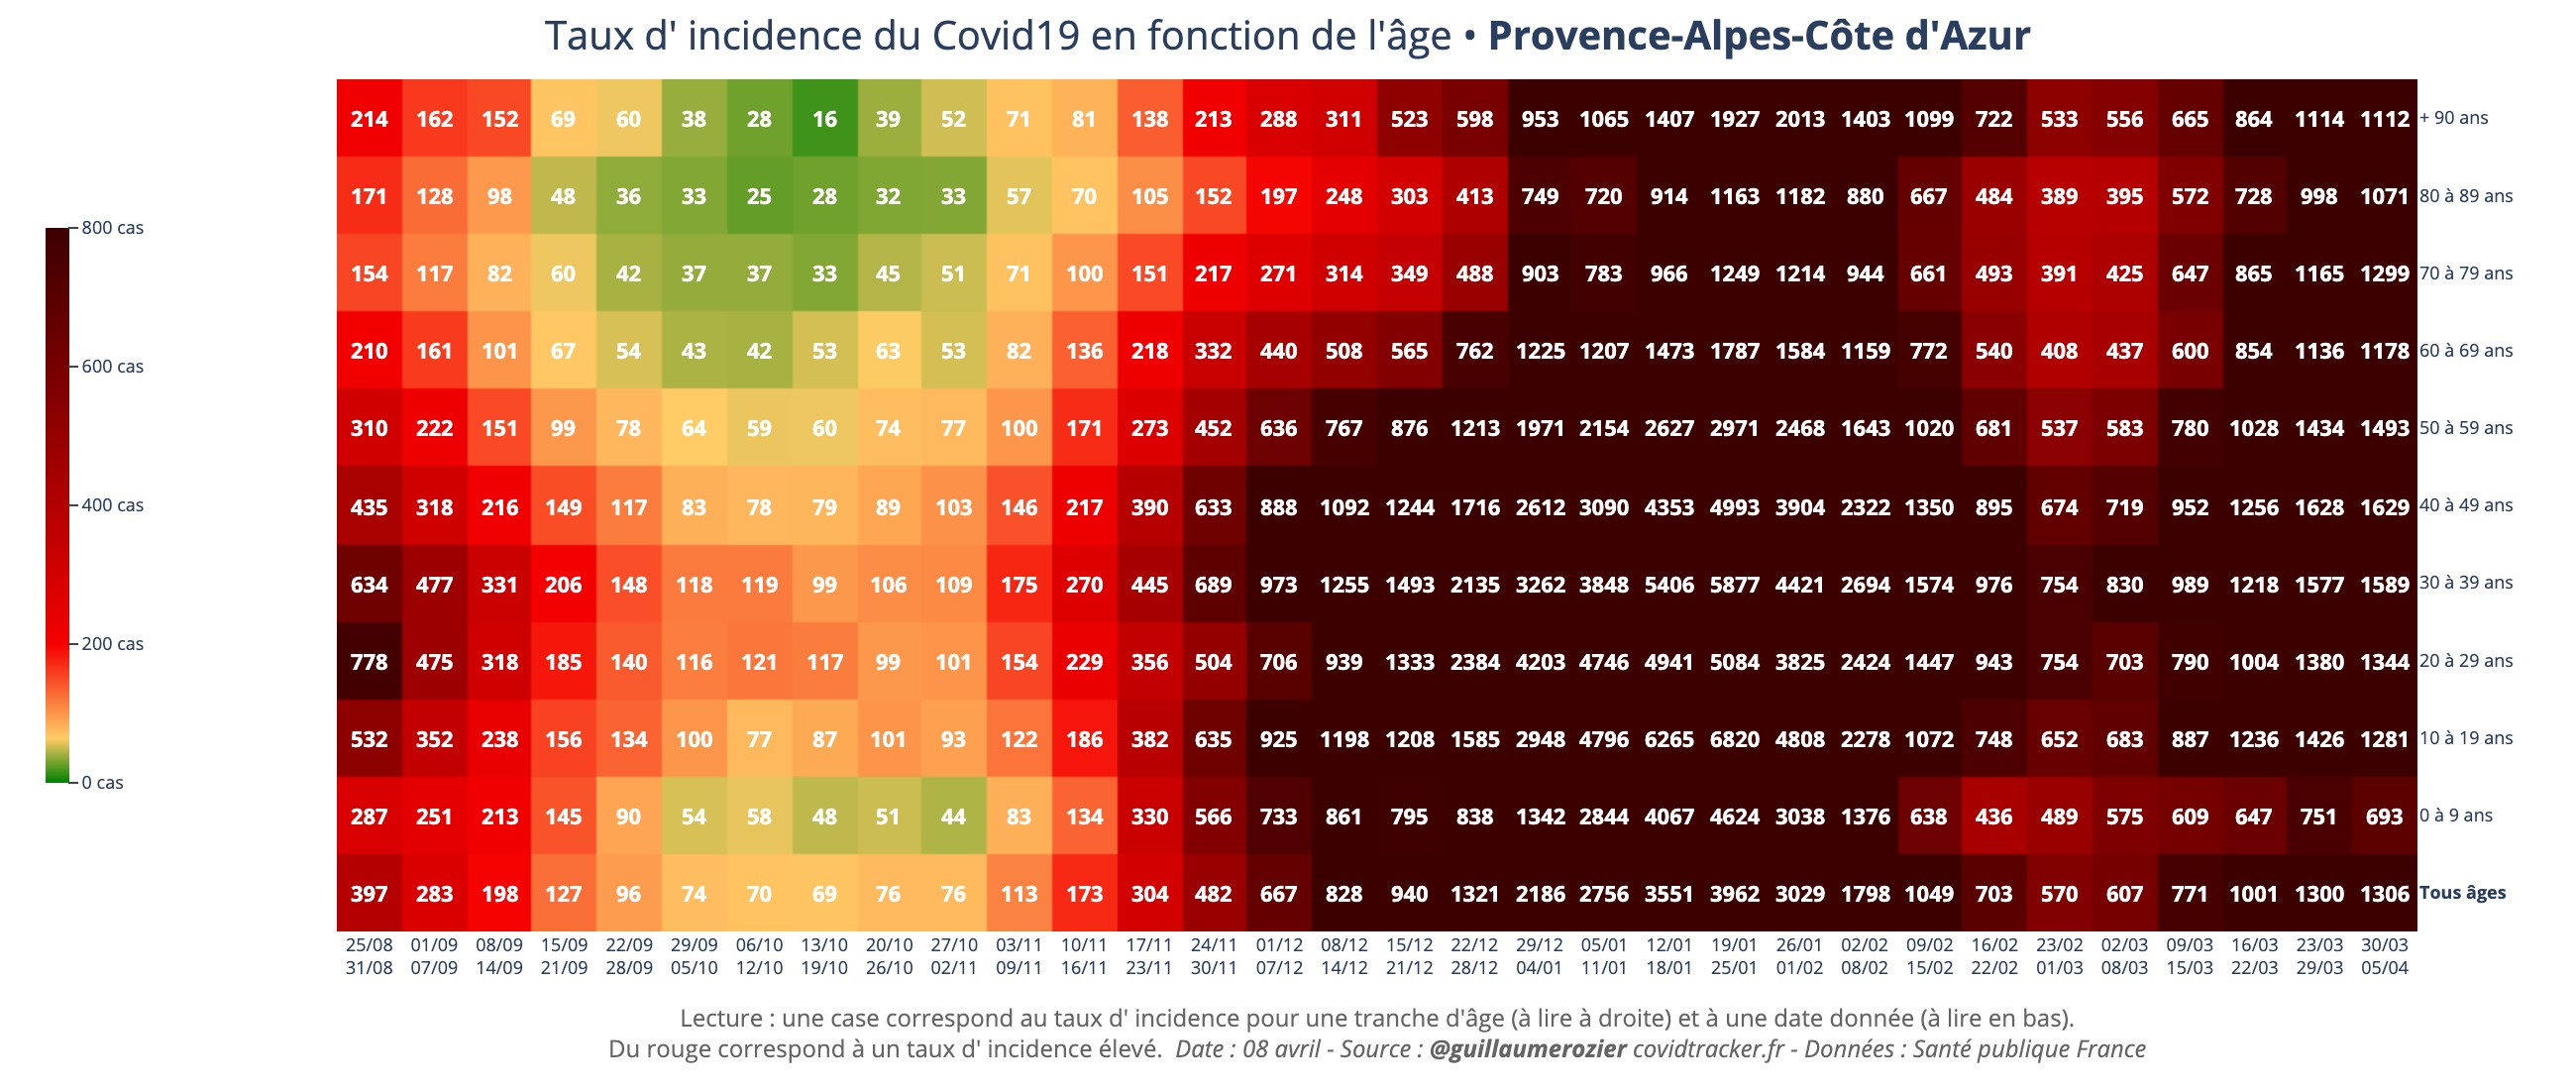 Taux d' incidence du Covid19 en fonction de l'âge • Provence-Alpes-Côte d'Azur
800 cas
600 cas
400 cas
200 cas
0 cas
214 162 152 69 60 38 28 16 39 52 71 81 138 213 288 311 523 598 953 1065 1407 1927 2013 1403 1099 722 533 556 665 864 1114 1112 + 90 ans
171 128 98 48 36 33 25 28 32 33 57 70 105 152 197 248 303 413 749 720 914 1163 1182 880 667 484 389 395 572 728 998 1071 80 à 89 ans
154 117 82 60 42 37 37 33 45 51 71 100 151 217 271 314 349 488 903 783 966 1249 1214 944 661 493 391 425 647 865 1165 1299 70 à 79 ans
210 161 101 67 54 43 42 53 63 53 82 136 218 332 440 508 565 762 1225 1207 1473 1787 1584 1159 772 540 408 437 600 854 1136 1178 60 à 69 ans
310 222 151 99 78 64 59 60 74 77 100 171 273 452 636 767 876 1213 1971 2154 2627 2971 2468 1643 1020 681 537 583 780 1028 1434 1493 50 à 59 ans
435 318 216 149 117 83 78 79 89 103 146 217 390 633 888 1092 1244 1716 2612 3090 4353 4993 3904 2322 1350 895 674 719 952 1256 1628 1629 40 à 49 ans
634 477 331 206 148 118 119 99 106 109 175 270 445 689 973 1255 1493 2135 3262 3848 5406 5877 4421 2694 1574 976 754 830 989 1218 1577 1589 30 à 39 ans
778 475 318 185 140 116 121 117 99 101 154 229 356 504 706 939 1333 2384 4203 4746 4941 5084 3825 2424 1447 943 754 703 790 1004 1380 1344 20 à 29 ans
532 352 238 156 134 100 77 87 101 93 122 186 382 635 925 1198 1208 1585 2948 4796 6265 6820 4808 2278 1072 748 652 683 887 1236 1426 1281 10 à 19 ans
287 251 213 145 90 54 58 48 51 44 83 134 330 566 733 861 795 838 1342 2844 4067 4624 3038 1376 638 436 489 575 609 647 751 693 0 à 9 ans
397 283 198 127 96 74 70 69 76 76 113 173 304 482 667 828 940 1321 2186 2756 3551 3962 3029 1798 1049 703 570 607 771 1001 1300 1306 Tous âges
25/08 01/09 08/09 15/09 22/09 29/09 06/10 13/10 20/10 27/10 03/11 10/11 17/11 24/11 01/12 08/12 15/12 22/12 29/12 05/01 12/01 19/01 26/01 02/02 09/02 16/02 23/02 02/03 09/03 16/03 23/03 30/03
31/08 07/09 14/09 21/09 28/09 05/10 12/10 19/10 26/10 02/11 09/11 16/11 23/11 30/11 07/12 14/12 21/12 28/12 04/01 11/01 18/01 25/01 01/02 08/02 15/02 22/02 01/03 08/03 15/03 22/03 29/03 05/04
Lecture : une case correspond au taux d' incidence pour une tranche d'âge (à lire à droite) et à une date donnée (à lire en bas).
Du rouge correspond à un taux d' incidence élevé. Date : 08 avril - Source : @guillaumerozier covidtracker.fr - Données : Santé publique France